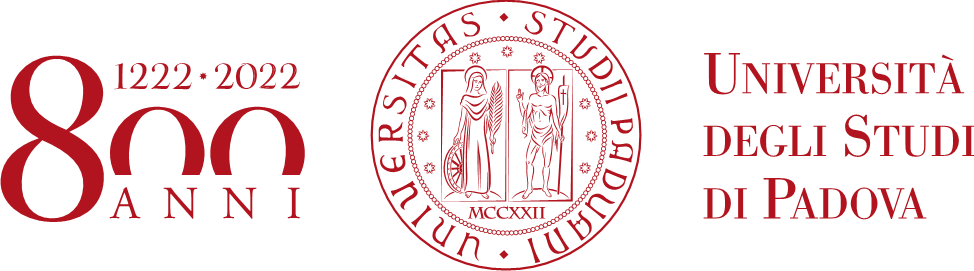 1222 * 2022
800
ANNI
UNIVERSITAS • STUDII PADUANI •
MCCXXII
UNIVERSITÀ
DEGLI STUDI
DI PADOVA